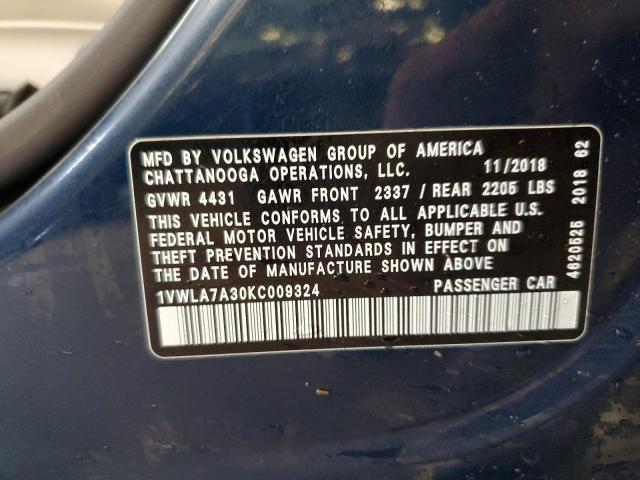 MFD BY VOLKSWAGEN GROUP OF AMERICA
CHATTANOOGA OPERATIONS, LLC. 11/2018
GVWR 4431 GAWR FRONT 2337 / REAR 2205 LBS
THIS VEHICLE CONFORMS TO ALL APPLICABLE U.S.
FEDERAL MOTOR VEHICLE SAFETY, BUMPER AND
THEFT PREVENTION STANDARDS IN EFFECT ON
THE DATE OF MANUFACTURE SHOWN ABOVE
1VWLA7A30KC009324 PASSENGER CAR
4620525 2018 62